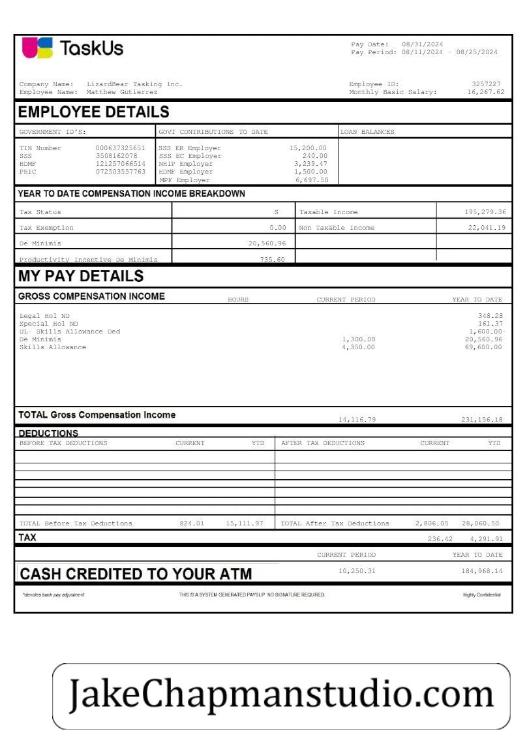 TaskUs
Pay Date: 08/31/2024
Pay Period: 08/11/2024 - 08/25/2024
Company Name: LizardBear Tasking Inc. Employee ID: 3257227
Employee Name: Matthew Gutierrez Monthly Basic Salary: 16,267.62
EMPLOYEE DETAILS
GOVERNMENT ID'S: GOVT CONTRIBUTIONS TO DATE LOAN BALANCES
TIN Number 000637325651 SSS ER Employer 15,200.00
SSS 3508162078 SSS EC Employer 240.00
HDMF 121257066514 NHIP Employer 3,239.47
PHIC 072503557763 HDMF Employer 1,500.00
MPF Employer 6,697.50
YEAR TO DATE COMPENSATION INCOME BREAKDOWN
Tax Status S Taxable Income 195,279.36
Tax Exemption 0.00 Non Taxable Income 22,041.19
De Minimis 20,560.96
Productivity Incentive De Minimis 735.60
MY PAY DETAILS
GROSS COMPENSATION INCOME HOURS CURRENT PERIOD YEAR TO DATE
Legal Hol ND 348.28
Special Hol ND 161.37
UL- Skills Allowance Ded 1,600.00
De Minimis 1,300.00 20,560.96
Skills Allowance 4,350.00 69,600.00
TOTAL Gross Compensation Income 14,116.79 231,156.18
DEDUCTIONS
BEFORE TAX DEDUCTIONS CURRENT YTD AFTER TAX DEDUCTIONS CURRENT YTD
TOTAL Before Tax Deductions 824.01 15,111.97 TOTAL After Tax Deductions 2,806.05 28,060.50
TAX 236.42 4,291.91
CURRENT PERIOD YEAR TO DATE
CASH CREDITED TO YOUR ATM 10,250.31 184,968.14
*denotes back pay adjustment THIS IS A SYSTEM GENERATED PAYSLIP. NO SIGNATURE REQUIRED. Highly Confidential
JakeChapmanstudio.com